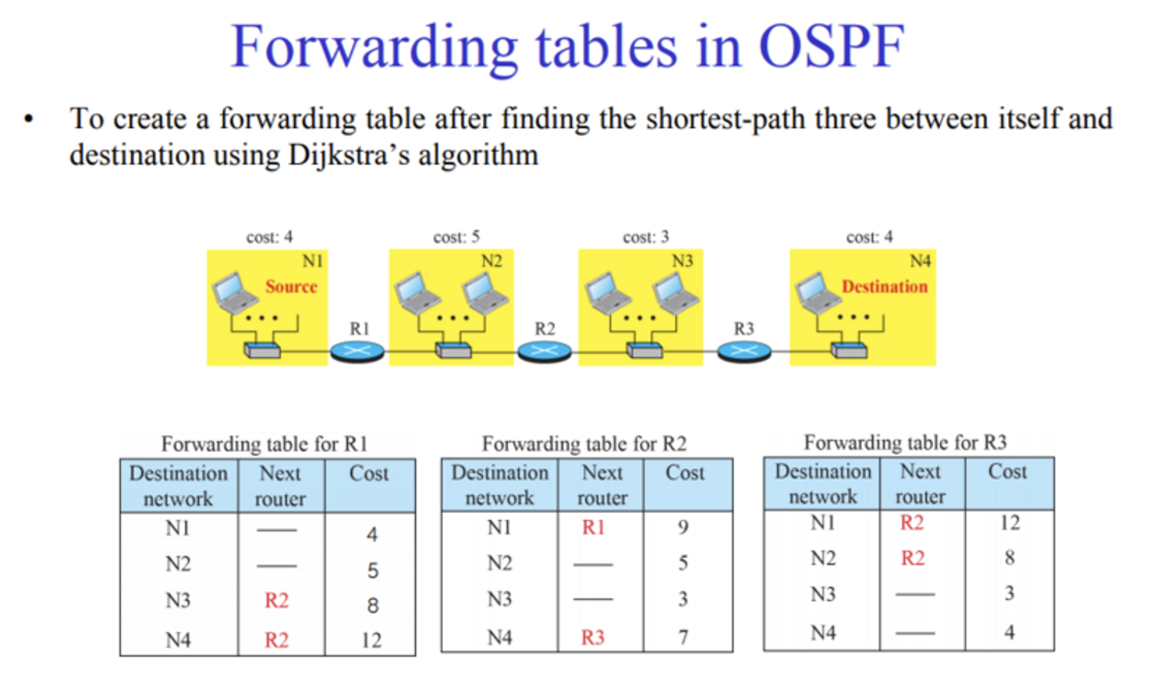 Forwarding tables in OSPF
• To create a forwarding table after finding the shortest-path three between itself and
destination using Dijkstra's algorithm
cost: 4 cost: 5 cost: 3 cost: 4
N1 N2 N3 N4
Source Destination
R1 R2 R3
Forwarding table for R1
Destination network Next router Cost
N1 — 4
N2 — 5
N3 R2 8
N4 R2 12
Forwarding table for R2
Destination network Next router Cost
N1 R1 9
N2 — 5
N3 — 3
N4 R3 7
Forwarding table for R3
Destination network Next router Cost
N1 R2 12
N2 R2 8
N3 — 3
N4 — 4